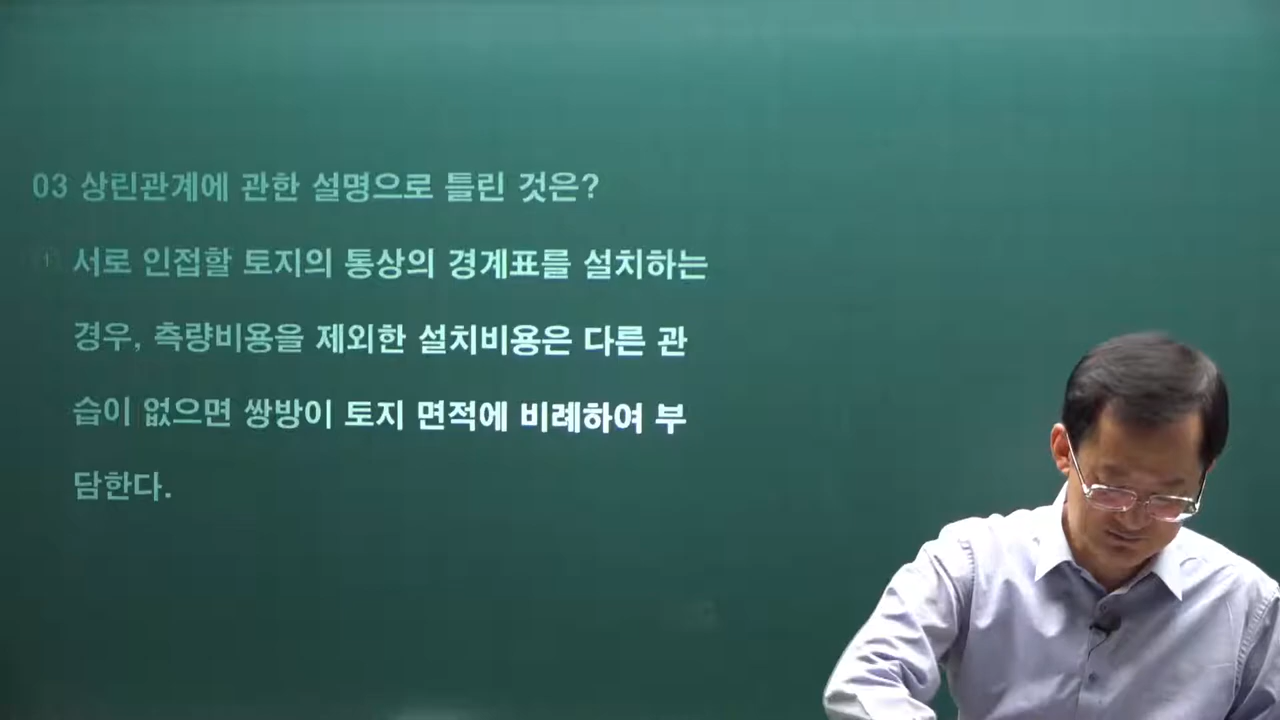 03 상린관계에 관한 설명으로 틀린 것은?
① 서로 인접할 토지의 통상의 경계표를 설치하는
경우, 측량비용을 제외한 설치비용은 다른 관
습이 없으면 쌍방이 토지 면적에 비례하여 부
담한다.